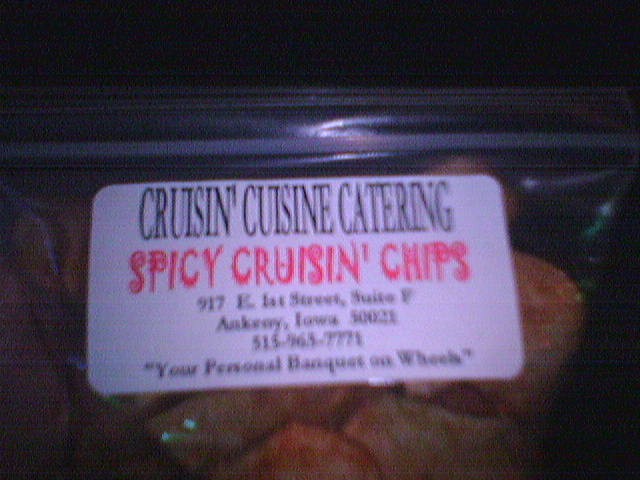 CRUISIN' CUISINE CATERING
SPICY CRUISIN' CHIPS
917 E. 1st Street, Suite F
Ankeny, Iowa 50021
515-965-7771
"Your Personal Banquet on Wheels"